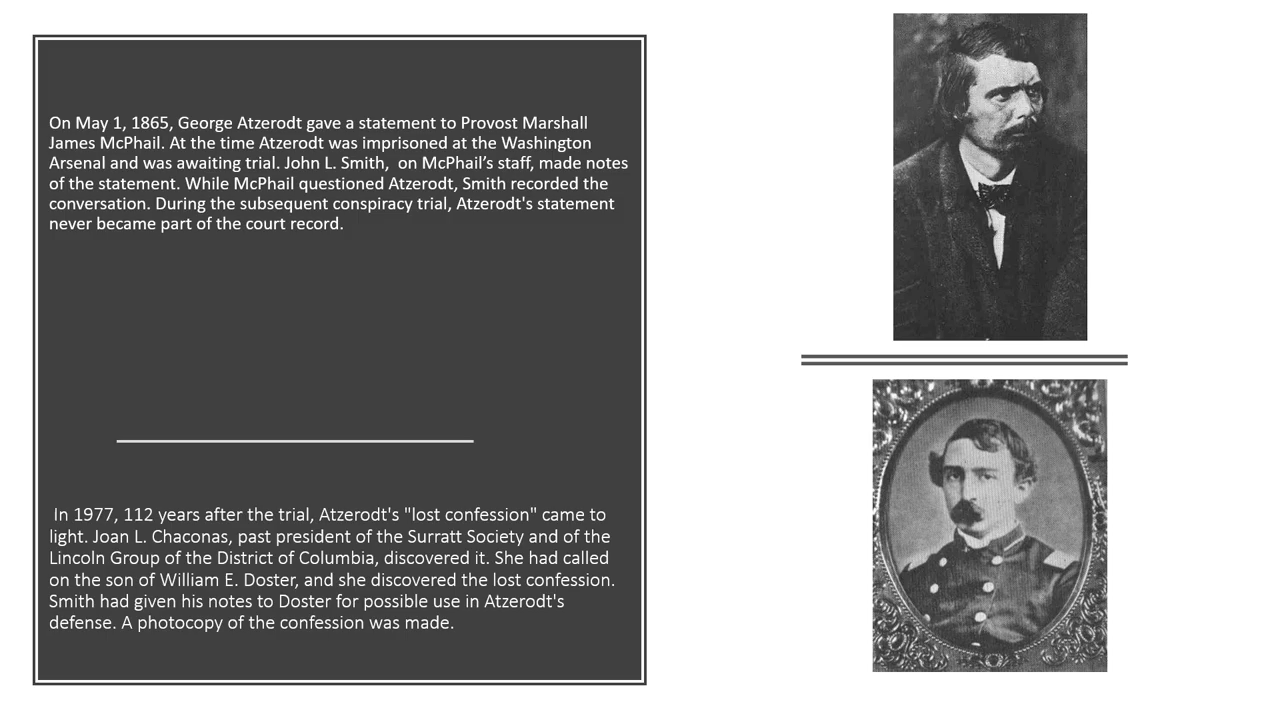 On May 1, 1865, George Atzerodt gave a statement to Provost Marshall
James McPhail. At the time Atzerodt was imprisoned at the Washington
Arsenal and was awaiting trial. John L. Smith,  on McPhail’s staff, made notes
of the statement. While McPhail questioned Atzerodt, Smith recorded the
conversation. During the subsequent conspiracy trial, Atzerodt's statement
never became part of the court record.
In 1977, 112 years after the trial, Atzerodt's "lost confession" came to
light. Joan L. Chaconas, past president of the Surratt Society and of the
Lincoln Group of the District of Columbia, discovered it. She had called
on the son of William E. Doster, and she discovered the lost confession.
Smith had given his notes to Doster for possible use in Atzerodt's
defense. A photocopy of the confession was made.